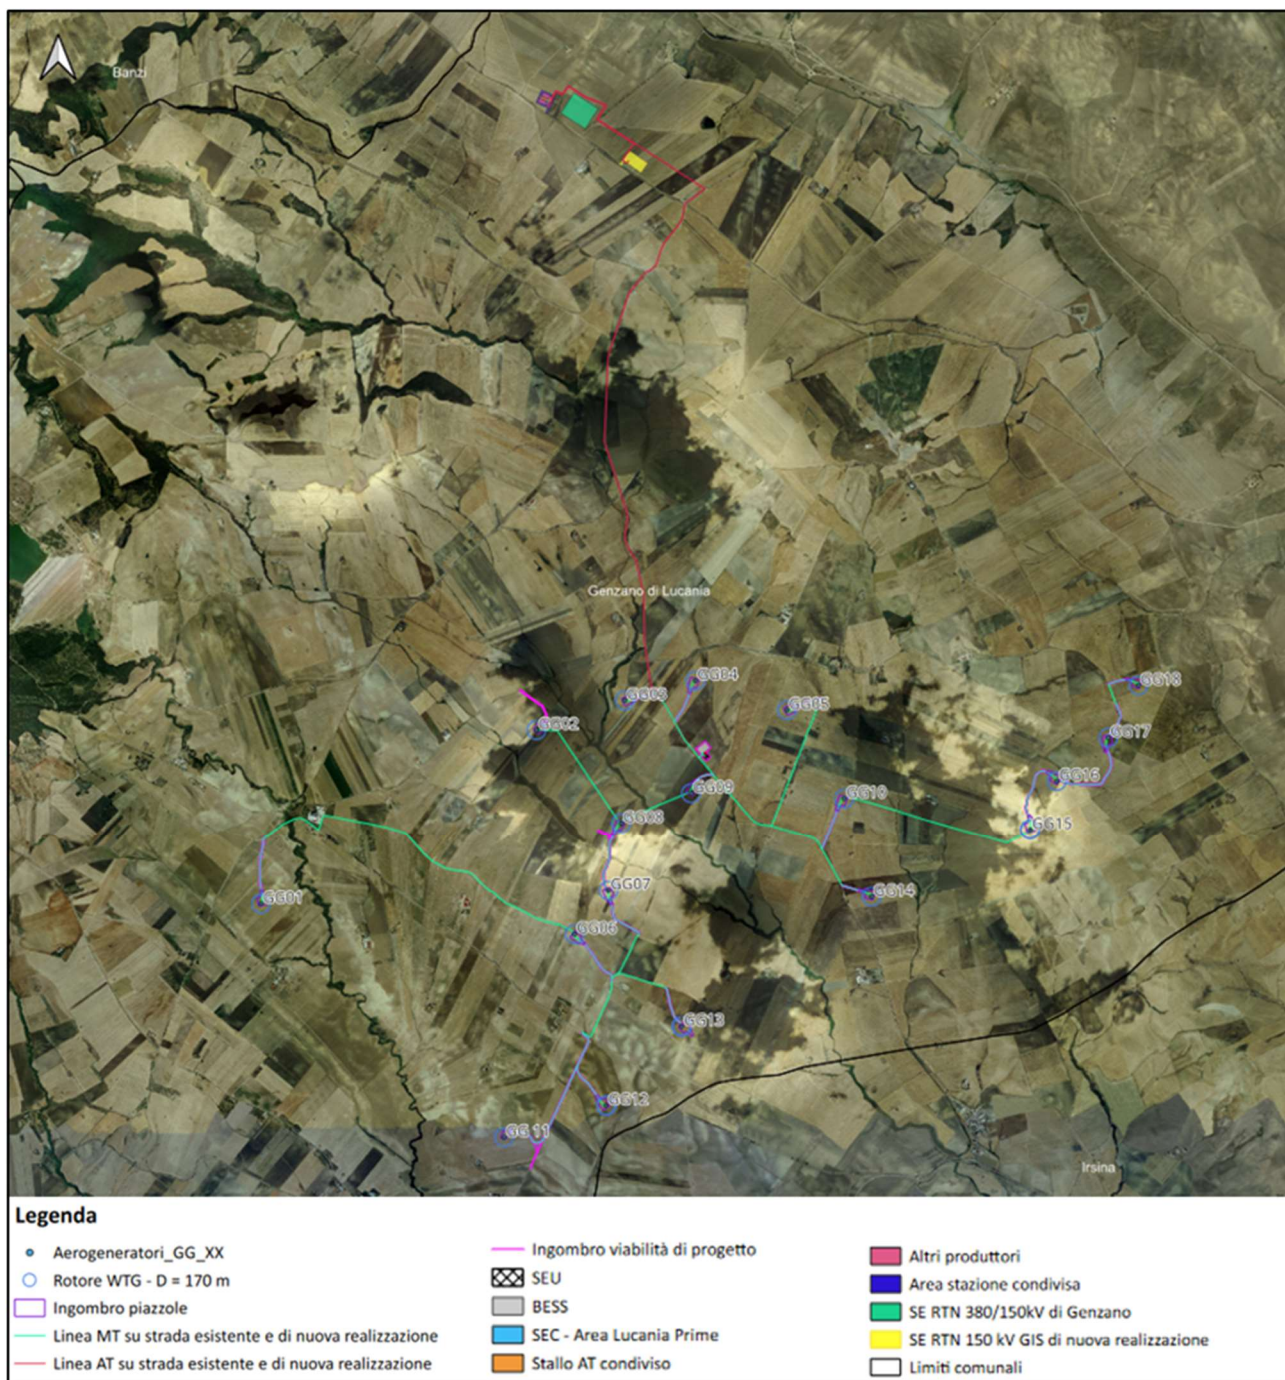 Banzi
Genzano di Lucania
GG04
GG03
GG18
GG05
GG02
GG17
GG16
GG09
GG10
GG08
GG15
GG07
GG14
GG01
GG06
GG13
GG12
GG 11
Irsina
Legenda
Aerogeneratori_GG_XX
Rotore WTG - D = 170 m
Ingombro piazzole
Linea MT su strada esistente e di nuova realizzazione
Linea AT su strada esistente e di nuova realizzazione
Ingombro viabilità di progetto
SEU
BESS
SEC - Area Lucania Prime
Stallo AT condiviso
Altri produttori
Area stazione condivisa
SE RTN 380/150kV di Genzano
SE RTN 150 kV GIS di nuova realizzazione
Limiti comunali